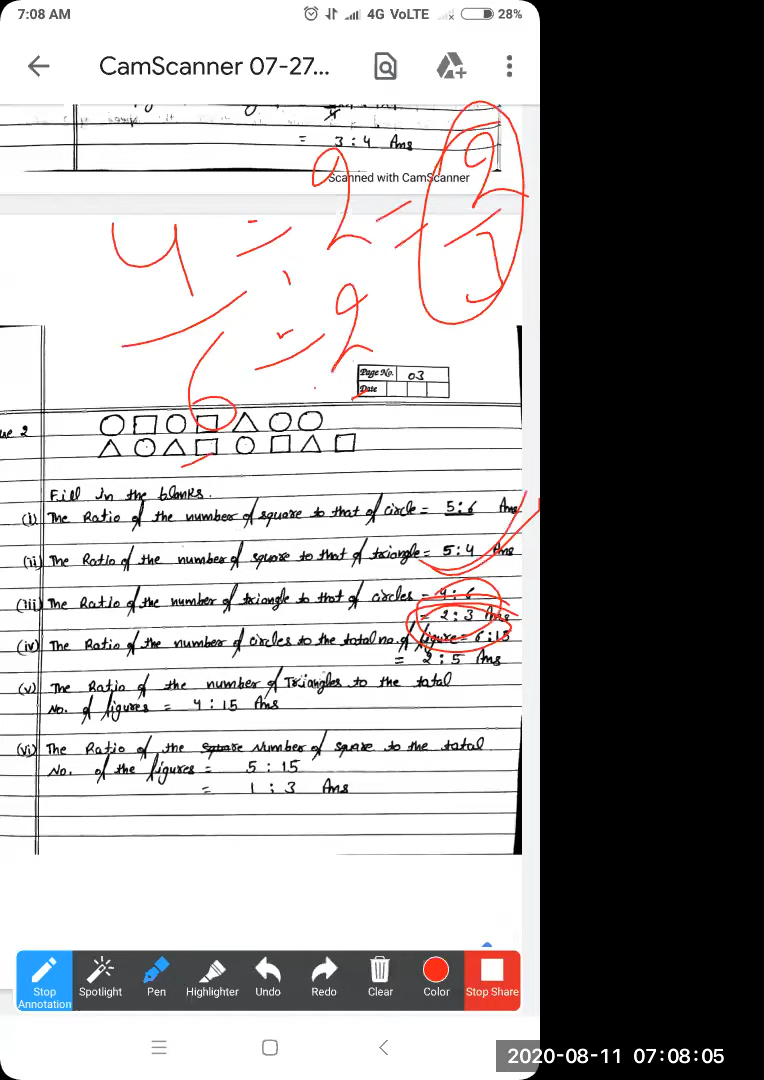 7:08 AM 4G VoLTE 28%
CamScanner 07-27...
= 3 : 4 Ans
Scanned with CamScanner
4 ÷ 2 = 2
6 ÷ 2 3
Page No. 03
Date
Fill in the blanks.
(i) The Ratio of the number of square to that of circle = 5:6 Ans
(ii) The Ratio of the number of square to that of triangle = 5:4 Ans
(iii) The Ratio of the number of triangle to that of circles = 4:6
= 2:3 Ans
(iv) The Ratio of the number of circles to the total no. of figure = 6:15
= 2:5 Ans
(v) The Ratio of the number of Triangles to the total
No. of figures = 4:15 Ans
(vi) The Ratio of the Number of square to the total
No. of the figures = 5 : 15
= 1 : 3 Ans
Stop Annotation Spotlight Pen Highlighter Undo Redo Clear Color Stop Share
2020-08-11 07:08:05